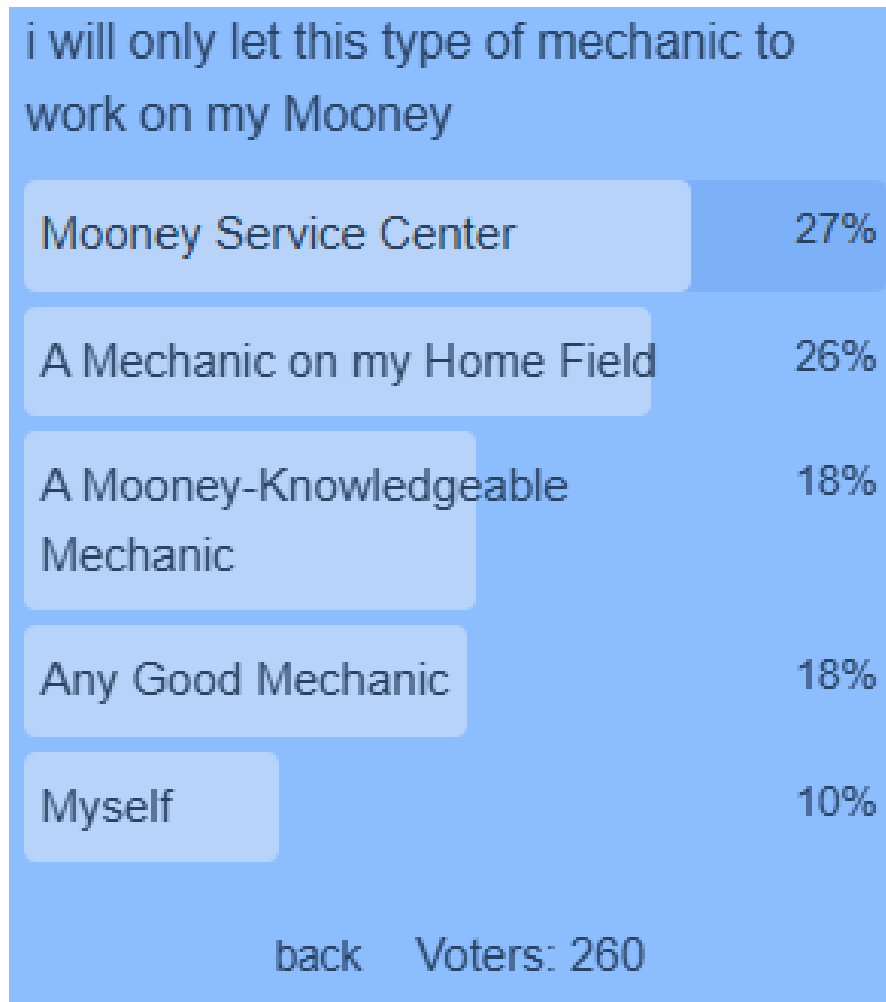 i will only let this type of mechanic to
work on my Mooney
Mooney Service Center
27%
A Mechanic on my Home Field
26%
A Mooney-Knowledgeable
Mechanic
18%
Any Good Mechanic
18%
Myself
10%
back Voters: 260